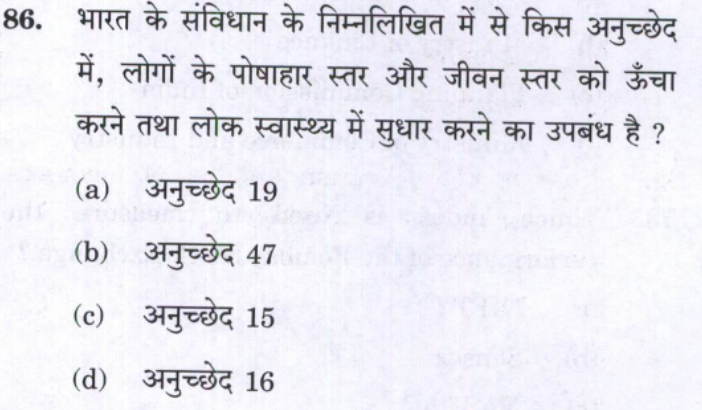 86. भारत के संविधान के निम्नलिखित में से किस अनुच्छेद
में, लोगों के पोषाहार स्तर और जीवन स्तर को ऊँचा
करने तथा लोक स्वास्थ्य में सुधार करने का उपबंध है ?
(a) अनुच्छेद 19
(b) अनुच्छेद 47
(c) अनुच्छेद 15
(d) अनुच्छेद 16